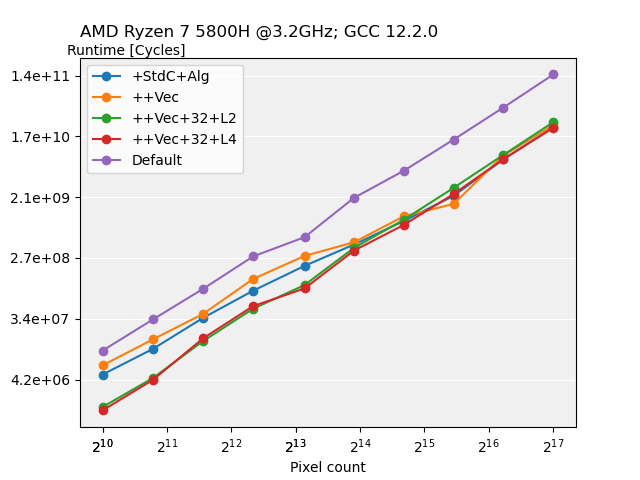 AMD Ryzen 7 5800H @3.2GHz; GCC 12.2.0
Runtime [Cycles]
+StdC+Alg
++Vec
++Vec+32+L2
++Vec+32+L4
Default
1.4e+11
1.7e+10
2.1e+09
2.7e+08
3.4e+07
4.2e+06
2^10 2^11 2^12 2^13 2^14 2^15 2^16 2^17
Pixel count